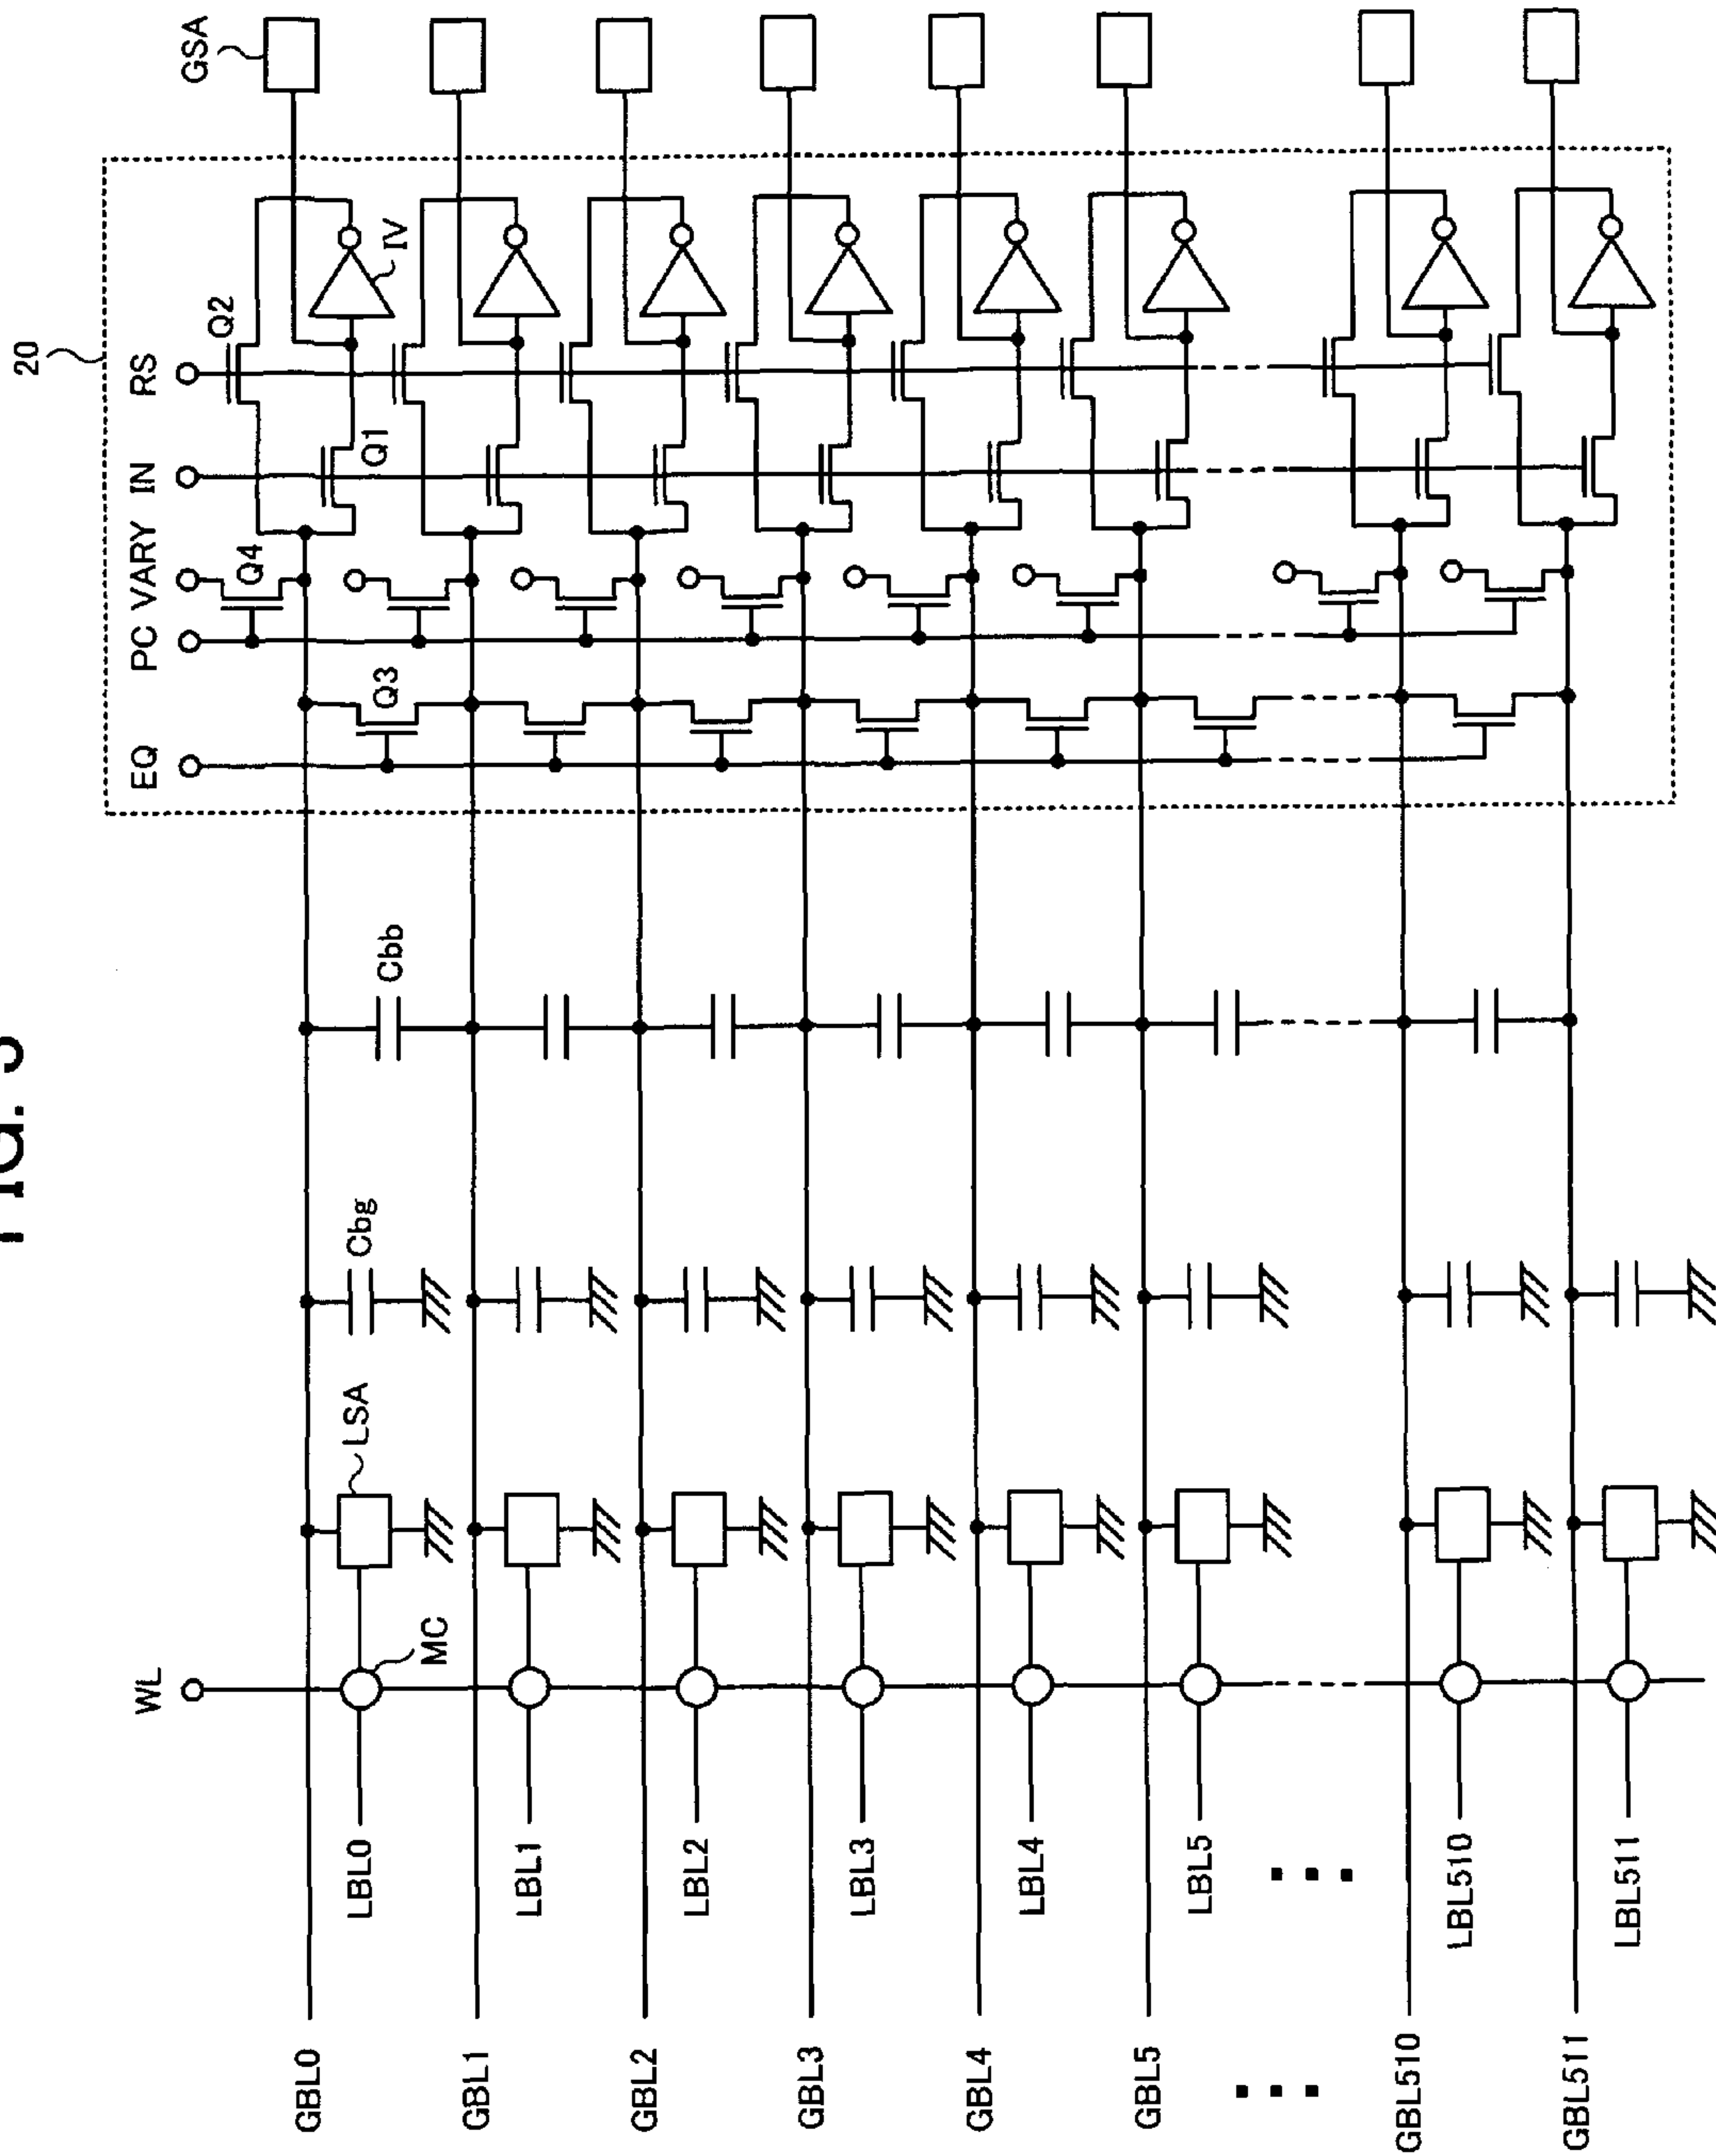 FIG.
20
WL
EQ
PC
VARY
IN
RS
GSA
Q2
Q4
GBL0
LBL0
LSA
Cbg
Cbb
Q3
Q1
IV
MC
GBL1
LBL1
GBL2
LBL2
GBL3
LBL3
GBL4
LBL4
GBL5
LBL5
GBL510
LBL510
GBL511
LBL511